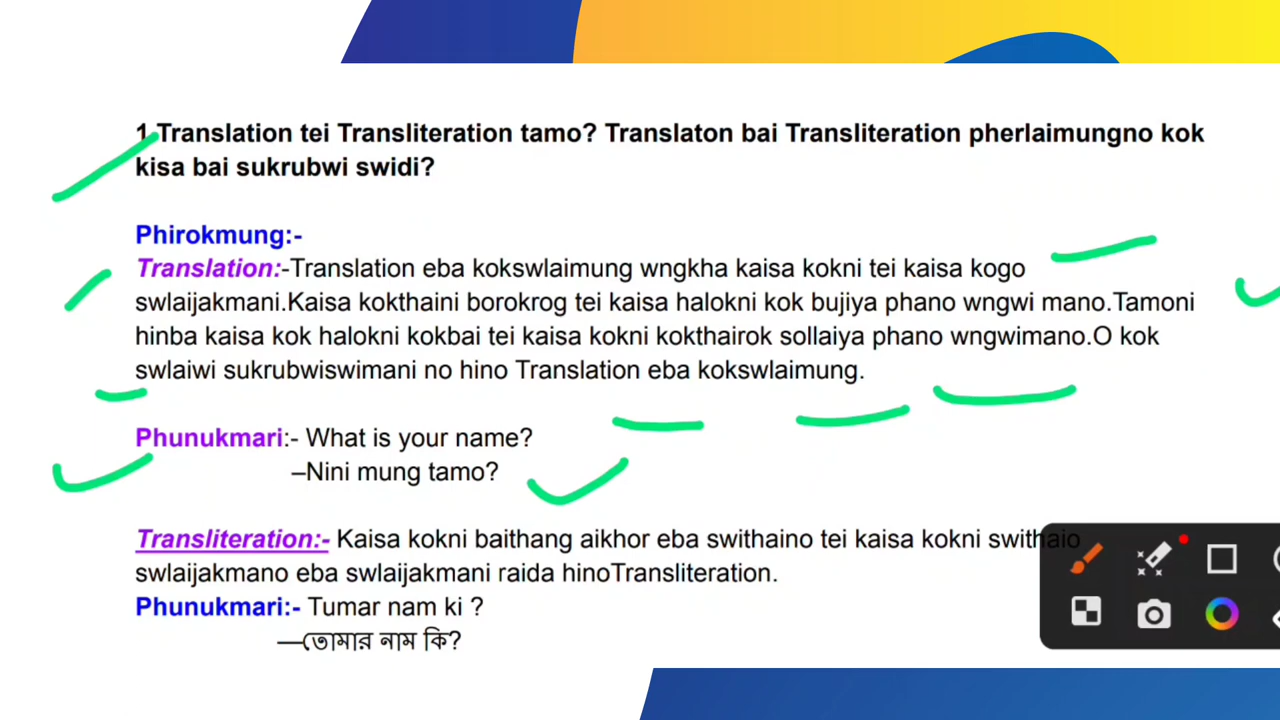 1.Translation tei Transliteration tamo? Translaton bai Transliteration pherlaimungno kok
kisa bai sukrubwi swidi?
Phirokmung:-
Translation:-Translation eba kokswlaimung wngkha kaisa kokni tei kaisa kogo
swlaijakmani.Kaisa kokthaini borokrog tei kaisa halokni kok bujiya phano wngwi mano.Tamoni
hinba kaisa kok halokni kokbai tei kaisa kokni kokthairok sollaiya phano wngwimano.O kok
swlaiwi sukrubwiswimani no hino Translation eba kokswlaimung.
Phunukmari:- What is your name?
–Nini mung tamo?
Transliteration:- Kaisa kokni baithang aikhor eba swithaino tei kaisa kokni swithaio
swlaijakmano eba swlaijakmani raida hinoTransliteration.
Phunukmari:- Tumar nam ki ?
—তোমার নাম কি?